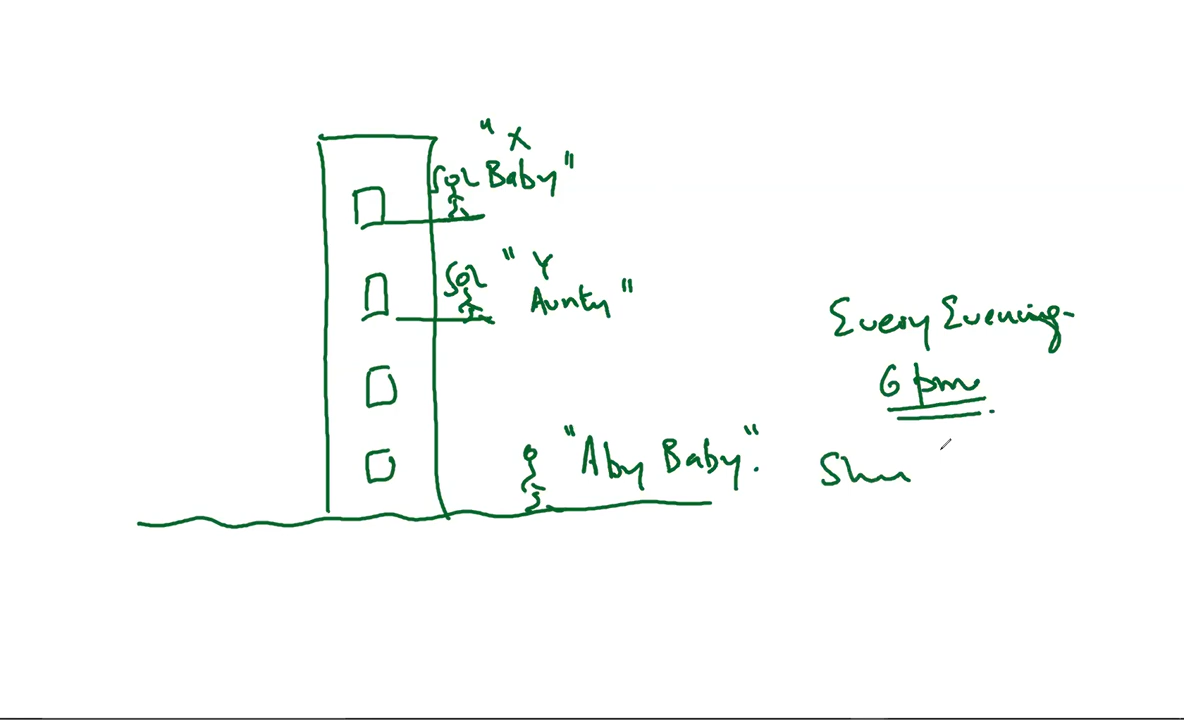 " X
Baby "
" Y
Aunty "
Every Evening-
6 pm.
"Aby Baby".